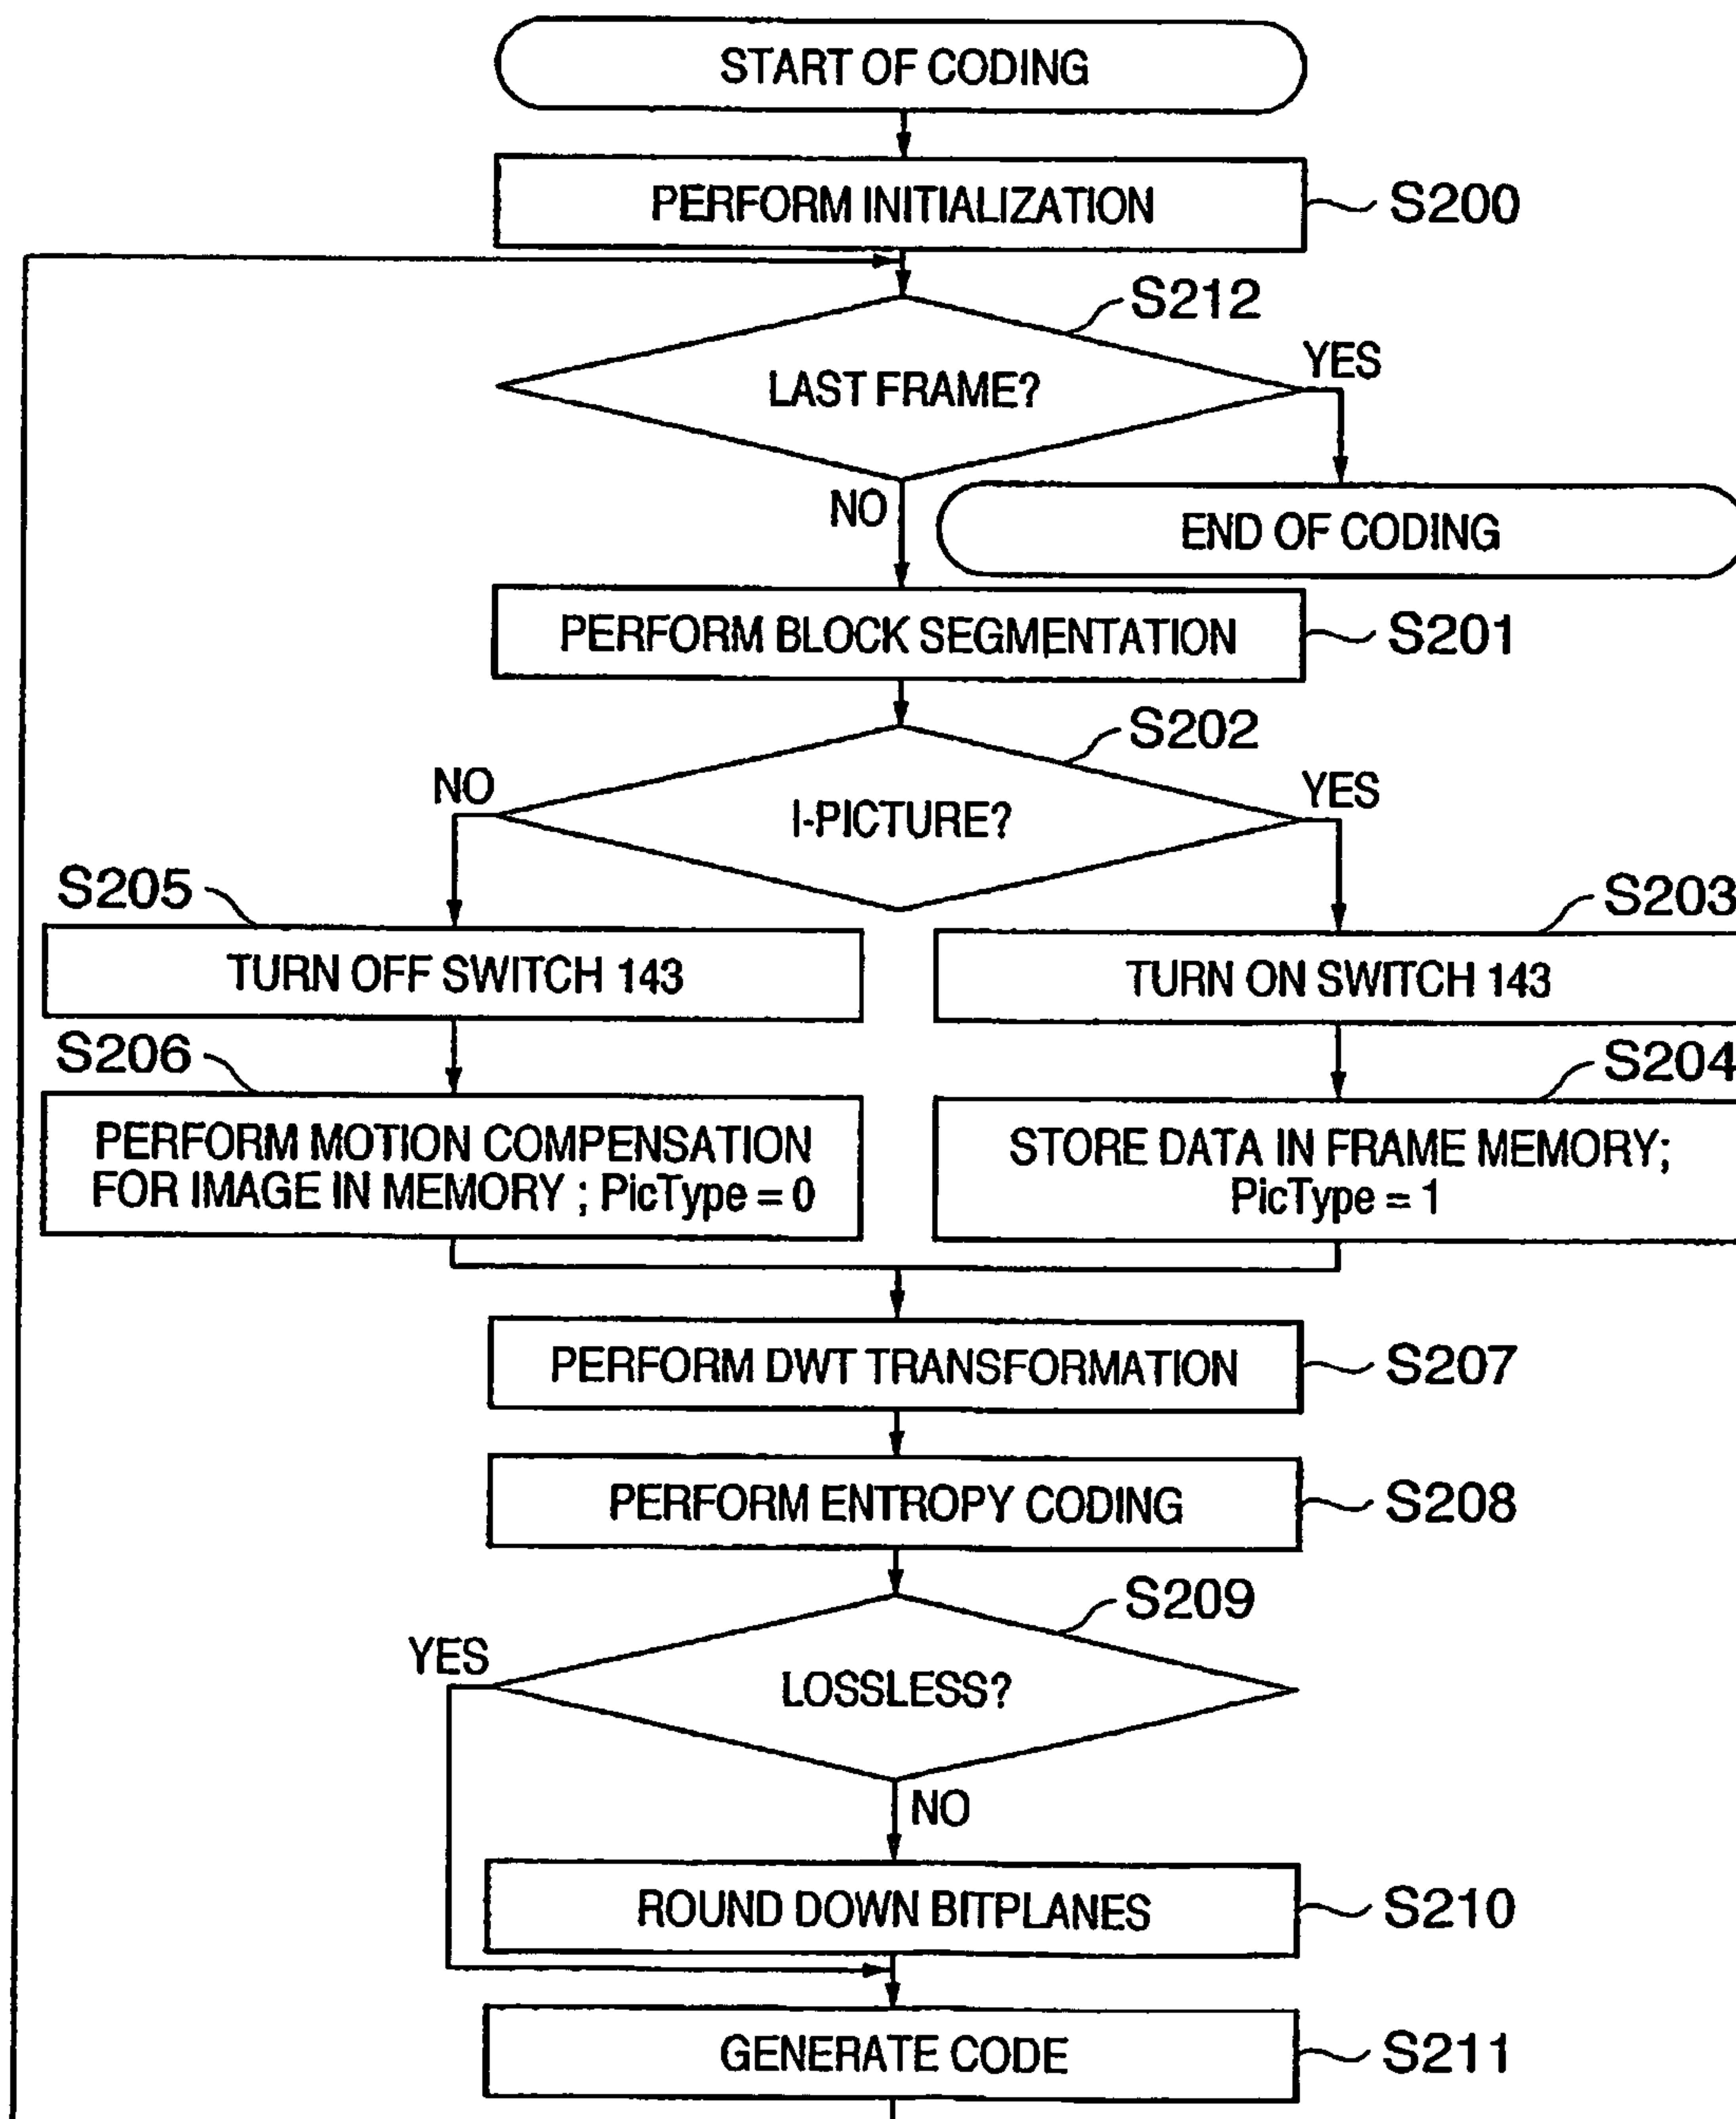 START OF CODING
PERFORM INITIALIZATION
S200
S212
LAST FRAME?
YES
NO
END OF CODING
PERFORM BLOCK SEGMENTATION
S201
S202
NO
I-PICTURE?
YES
S205
S203
TURN OFF SWITCH 143
TURN ON SWITCH 143
S206
S204
PERFORM MOTION COMPENSATION
FOR IMAGE IN MEMORY ; PicType = 0
STORE DATA IN FRAME MEMORY;
PicType = 1
PERFORM DWT TRANSFORMATION
S207
PERFORM ENTROPY CODING
S208
S209
YES
LOSSLESS?
NO
ROUND DOWN BITPLANES
S210
GENERATE CODE
S211